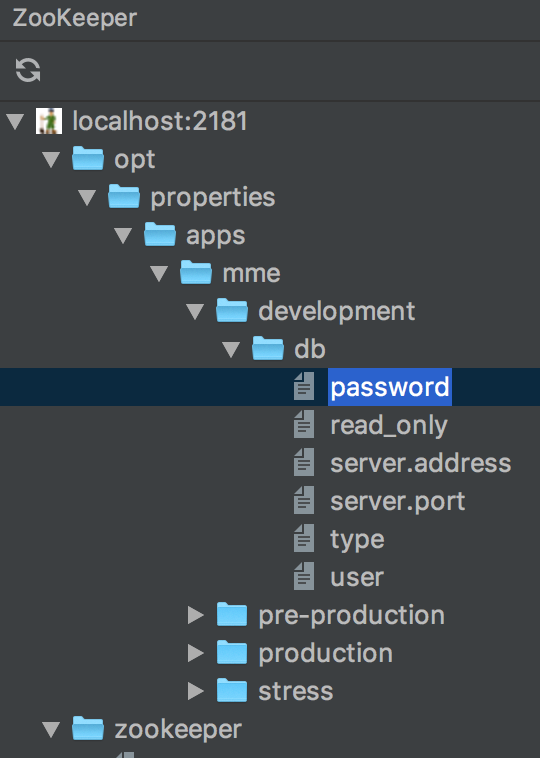 ZooKeeper
localhost:2181
opt
properties
apps
mme
development
db
password
read_only
server.address
server.port
type
user
pre-production
production
stress
zookeeper